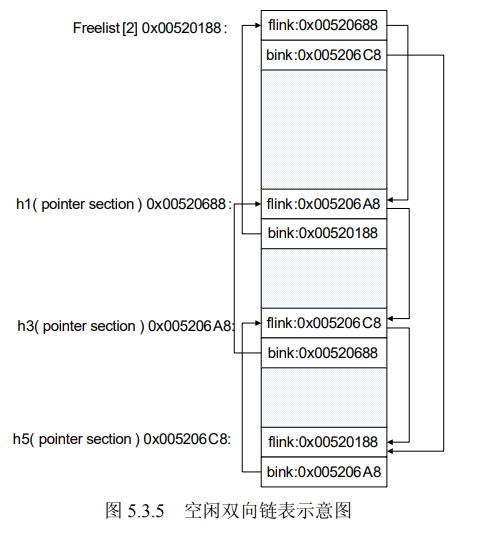 Freelist [2] 0x00520188 :
flink:0x00520688
bink:0x005206C8
h1( pointer section ) 0x00520688 :
flink:0x005206A8
bink:0x00520188
h3( pointer section ) 0x005206A8:
flink:0x005206C8
bink:0x00520688
h5( pointer section ) 0x005206C8:
flink:0x00520188
bink:0x005206A8
图 5.3.5 空闲双向链表示意图